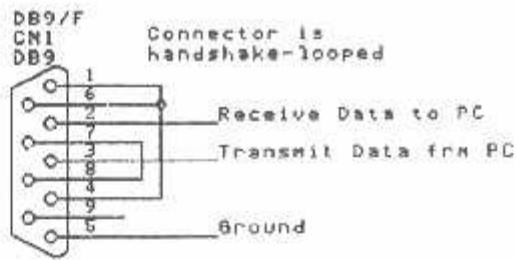 DB9/F
CN1
DB9
Connector is
handshake-looped
1
6
2
Receive Data to PC
7
3
Transmit Data frm PC
8
4
9
5
Ground